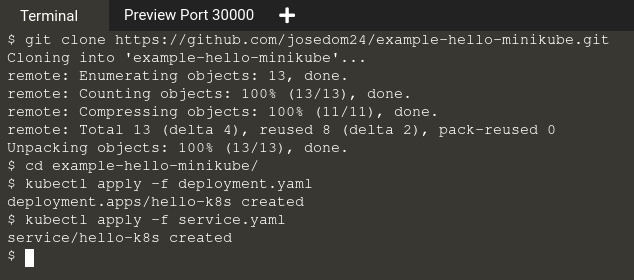 Terminal Preview Port 30000 +
$ git clone https://github.com/josedom24/example-hello-minikube.git
Cloning into 'example-hello-minikube'...
remote: Enumerating objects: 13, done.
remote: Counting objects: 100% (13/13), done.
remote: Compressing objects: 100% (11/11), done.
remote: Total 13 (delta 4), reused 8 (delta 2), pack-reused 0
Unpacking objects: 100% (13/13), done.
$ cd example-hello-minikube/
$ kubectl apply -f deployment.yaml
deployment.apps/hello-k8s created
$ kubectl apply -f service.yaml
service/hello-k8s created
$